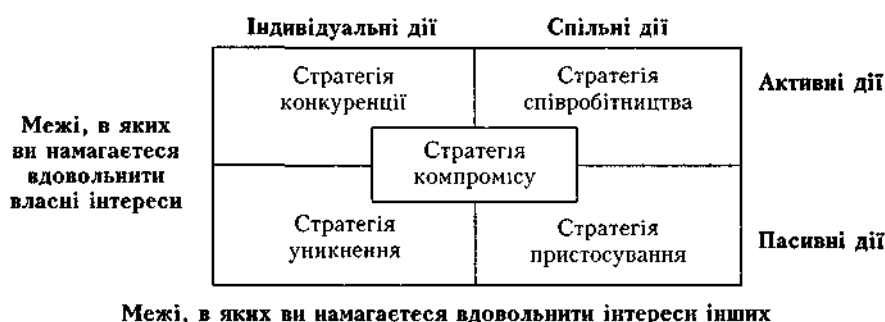 Індивідуальні дії Спільні дії
Стратегія
конкуренції
Стратегія
співробітництва
Активні дії
Межі, в яких
ви намагаєтеся
вдовольнити
власні інтереси
Стратегія
компромісу
Стратегія
уникнення
Стратегія
пристосування
Пасивні дії
Межі, в яких ви намагаєтеся вдовольнити інтереси інших